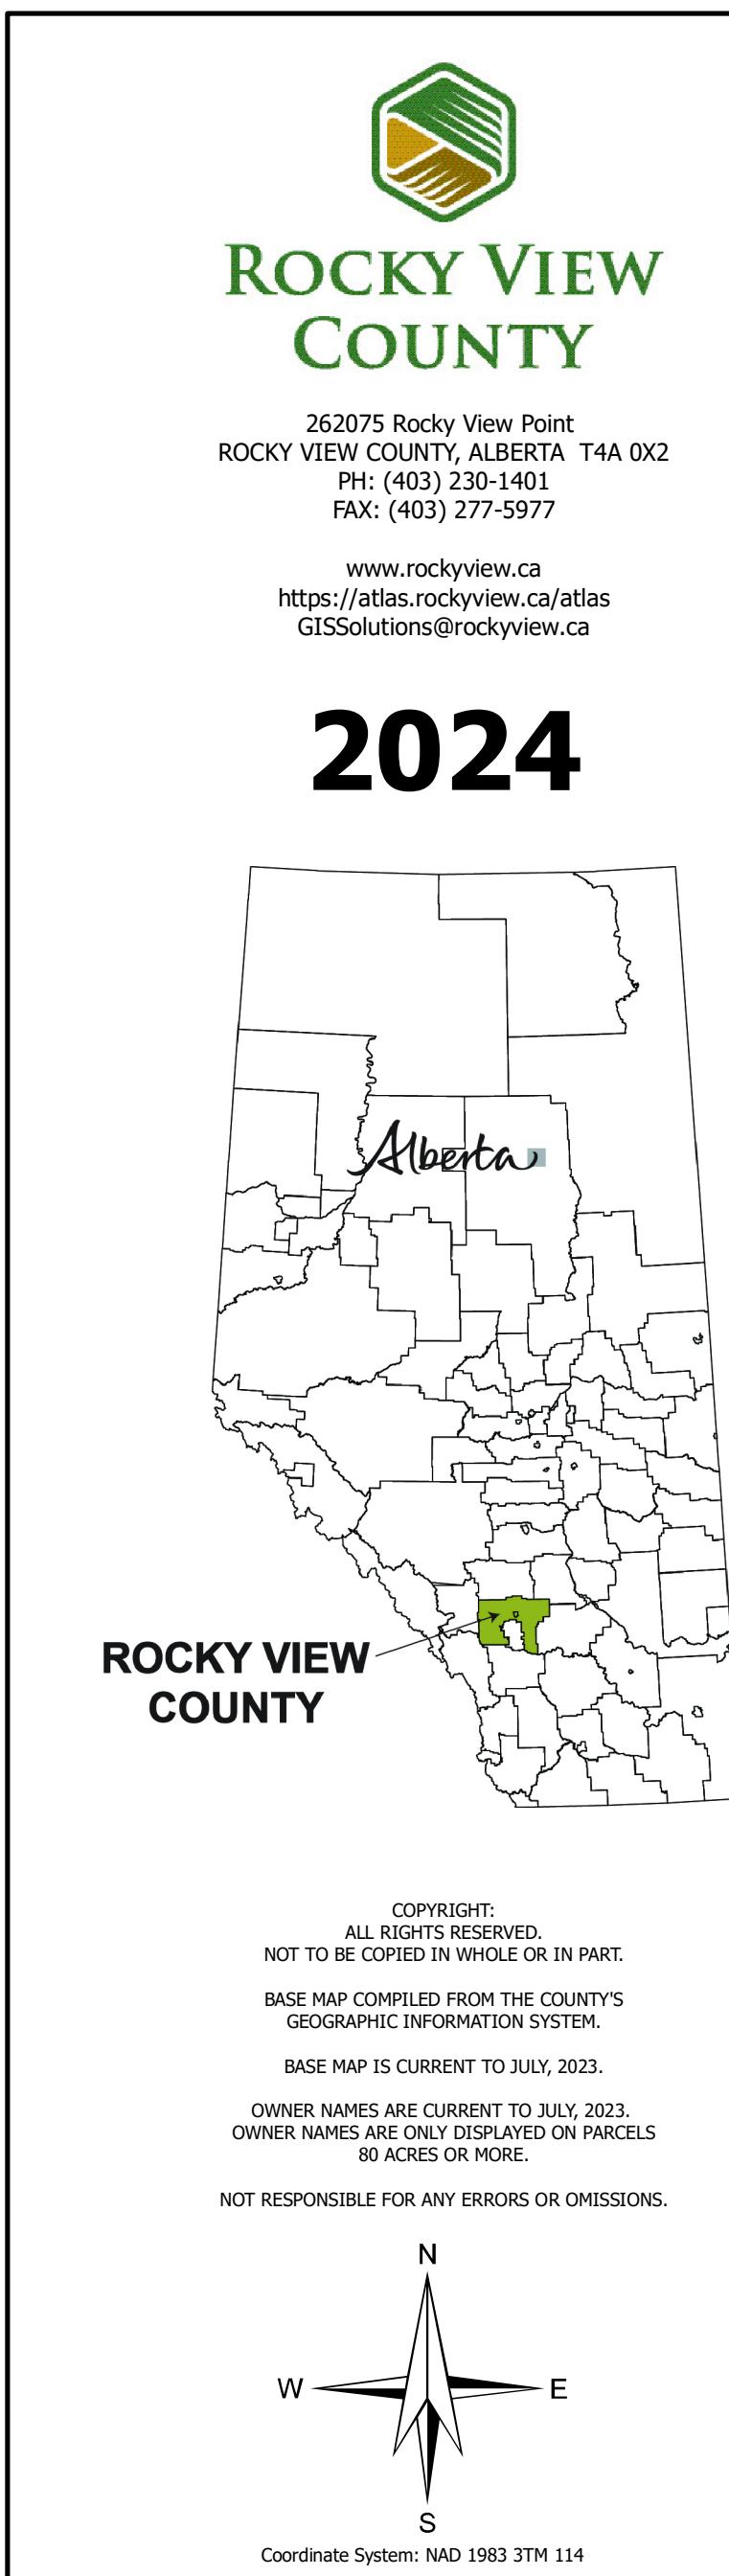 ROCKY VIEW
COUNTY
262075 Rocky View Point
ROCKY VIEW COUNTY, ALBERTA  T4A 0X2
PH: (403) 230-1401
FAX: (403) 277-5977
www.rockyview.ca
https://atlas.rockyview.ca/atlas
GISSolutions@rockyview.ca
2024
Alberta
ROCKY VIEW
COUNTY
COPYRIGHT:
ALL RIGHTS RESERVED.
NOT TO BE COPIED IN WHOLE OR IN PART.
BASE MAP COMPILED FROM THE COUNTY'S
GEOGRAPHIC INFORMATION SYSTEM.
BASE MAP IS CURRENT TO JULY, 2023.
OWNER NAMES ARE CURRENT TO JULY, 2023.
OWNER NAMES ARE ONLY DISPLAYED ON PARCELS
80 ACRES OR MORE.
NOT RESPONSIBLE FOR ANY ERRORS OR OMISSIONS.
N
W E
S
Coordinate System: NAD 1983 3TM 114